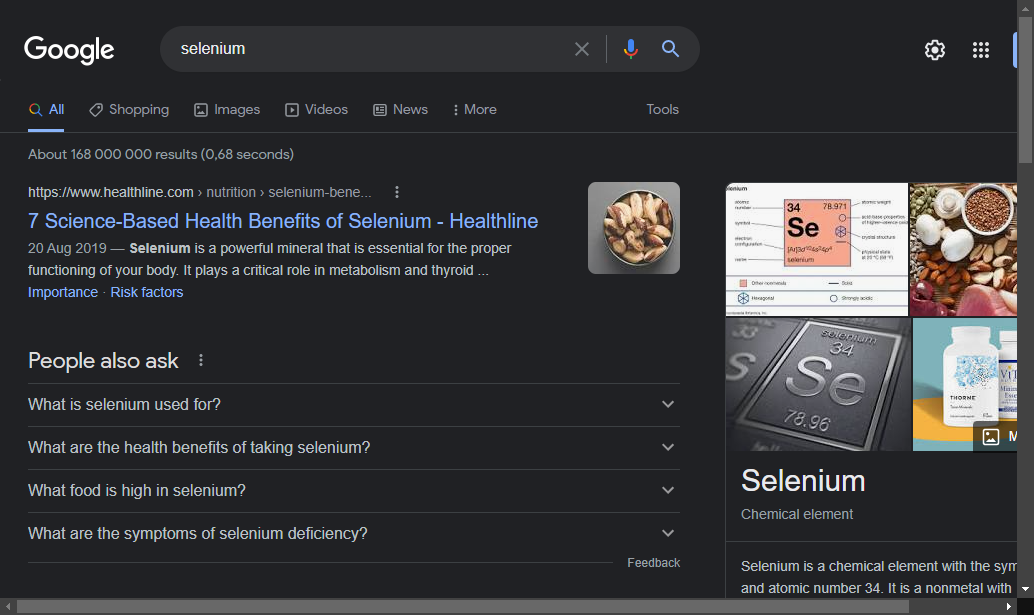 Google
selenium
All
Shopping
Images
Videos
News
More
Tools
About 168 000 000 results (0,68 seconds)
https://www.healthline.com › nutrition › selenium-bene...
7 Science-Based Health Benefits of Selenium - Healthline
20 Aug 2019 — Selenium is a powerful mineral that is essential for the proper
functioning of your body. It plays a critical role in metabolism and thyroid ...
Importance · Risk factors
People also ask
What is selenium used for?
What are the health benefits of taking selenium?
What food is high in selenium?
What are the symptoms of selenium deficiency?
Feedback
atomic number
symbol
electron configuration
name
34 78.971
Se
[Ar]3d¹⁰4s²4p⁴
selenium
atomic weight
acid-base properties
of higher-valence oxides
crystal structure
physical state
at 20 °C (68 °F)
Other nonmetals
Solid
Hexagonal
Strongly acidic
33
selenium
34
Se
78.96
THORNE
M
Selenium
Chemical element
Selenium is a chemical element with the sym
and atomic number 34. It is a nonmetal with